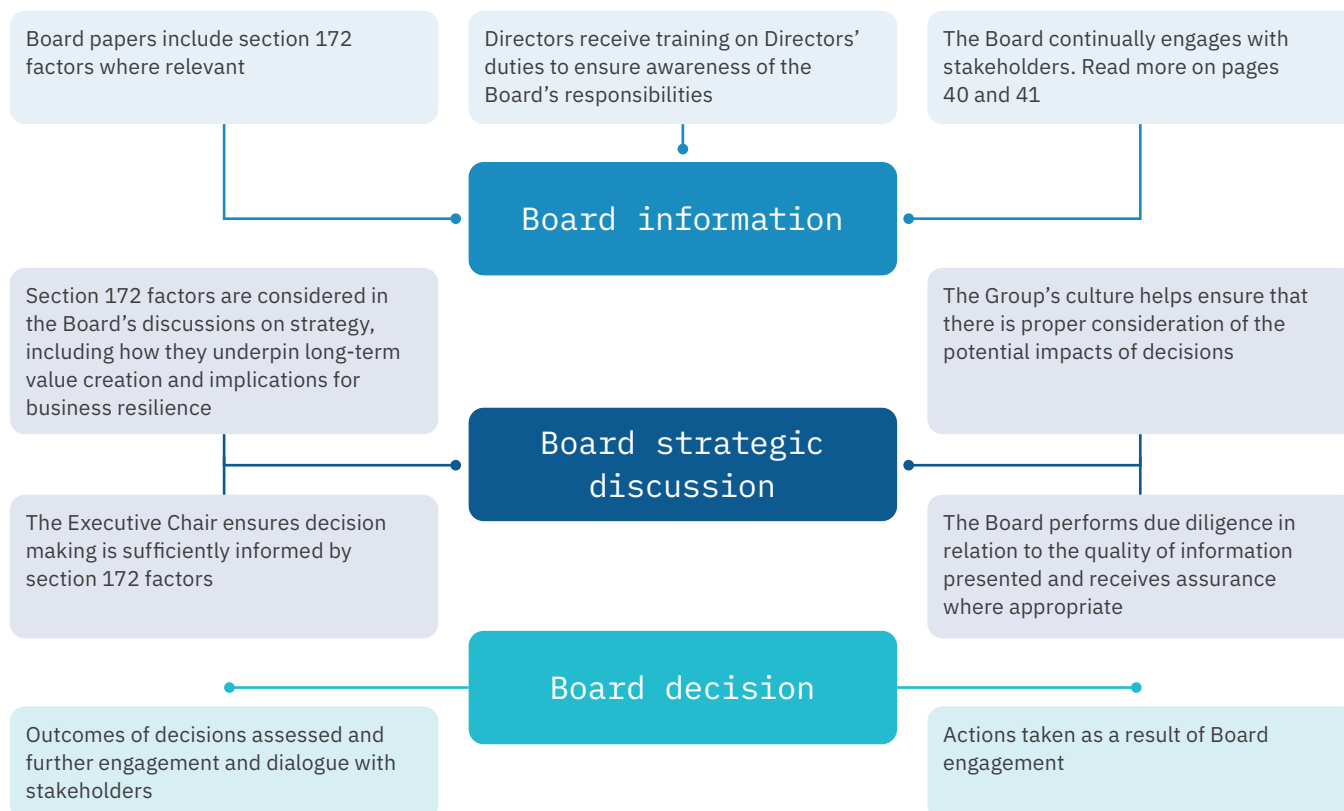 Board papers include section 172
factors where relevant
Directors receive training on Directors’
duties to ensure awareness of the
Board’s responsibilities
The Board continually engages with
stakeholders. Read more on pages
40 and 41
Board information
Section 172 factors are considered in
the Board’s discussions on strategy,
including how they underpin long-term
value creation and implications for
business resilience
The Group’s culture helps ensure that
there is proper consideration of the
potential impacts of decisions
Board strategic
discussion
The Executive Chair ensures decision
making is sufficiently informed by
section 172 factors
The Board performs due diligence in
relation to the quality of information
presented and receives assurance
where appropriate
Board decision
Outcomes of decisions assessed and
further engagement and dialogue with
stakeholders
Actions taken as a result of Board
engagement